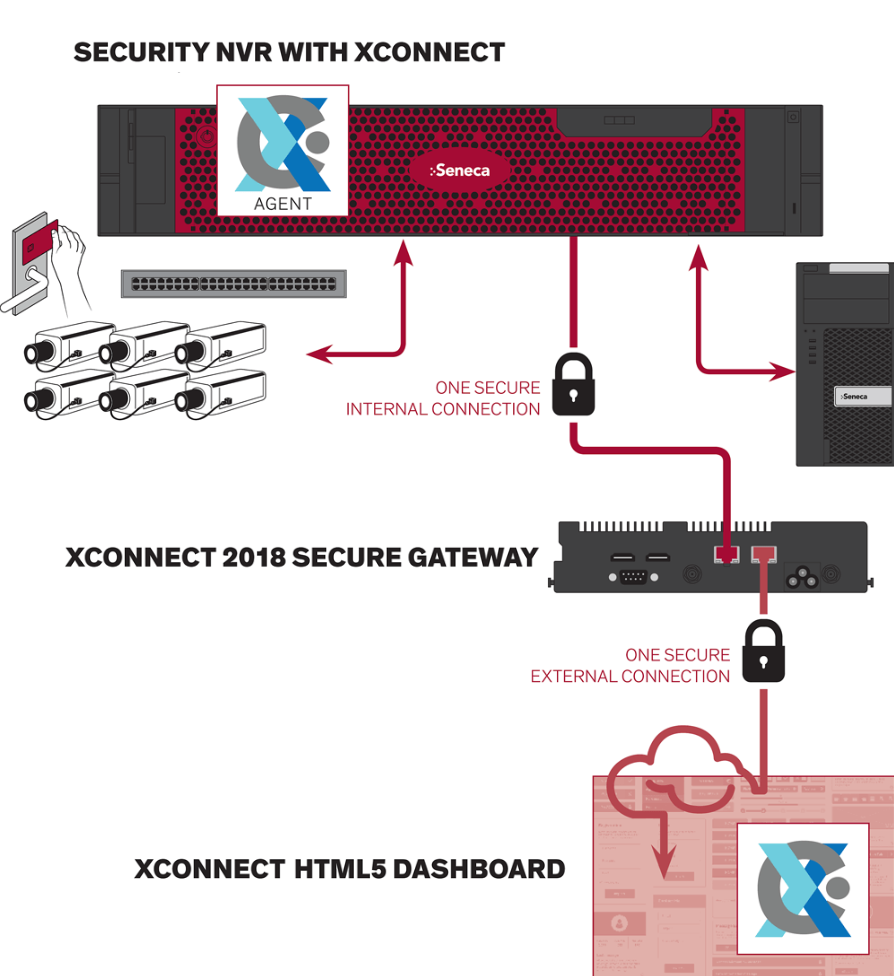 SECURITY NVR WITH XCONNECT
:·Seneca
AGENT
ONE SECURE
INTERNAL CONNECTION
:·Seneca
XCONNECT 2018 SECURE GATEWAY
ONE SECURE
EXTERNAL CONNECTION
XCONNECT HTML5 DASHBOARD